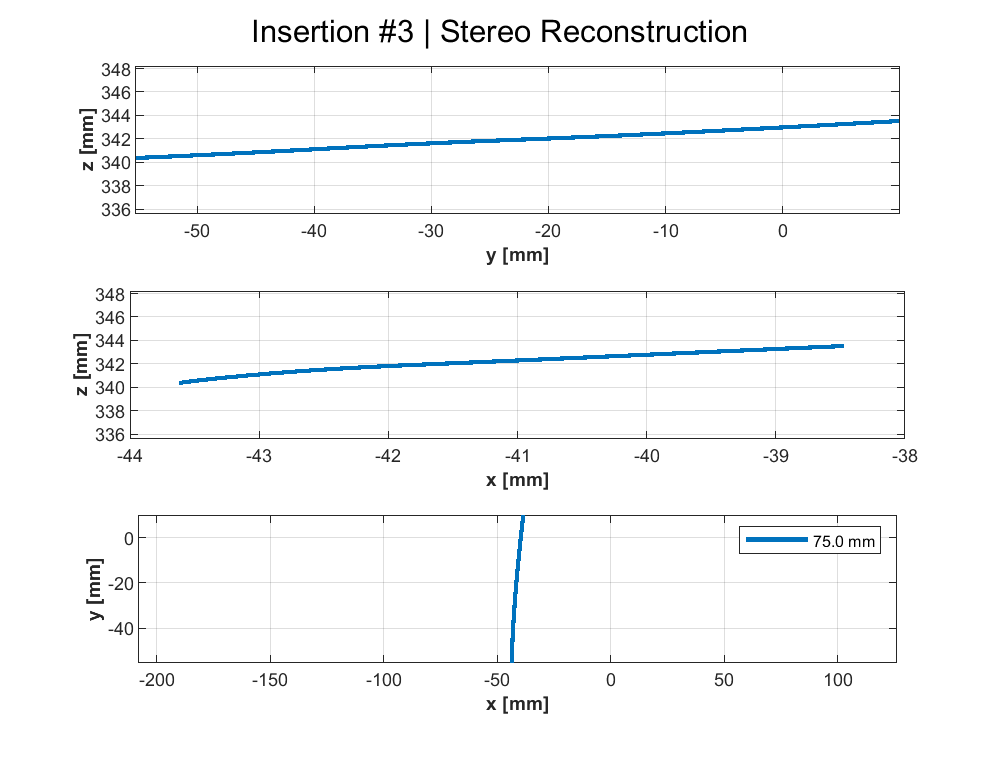 Insertion #3 | Stereo Reconstruction
348
346
344
342
340
338
336
z [mm]
-50 -40 -30 -20 -10 0
y [mm]
348
346
344
342
340
338
336
z [mm]
-44 -43 -42 -41 -40 -39 -38
x [mm]
0
-20
-40
y [mm]
75.0 mm
-200 -150 -100 -50 0 50 100
x [mm]